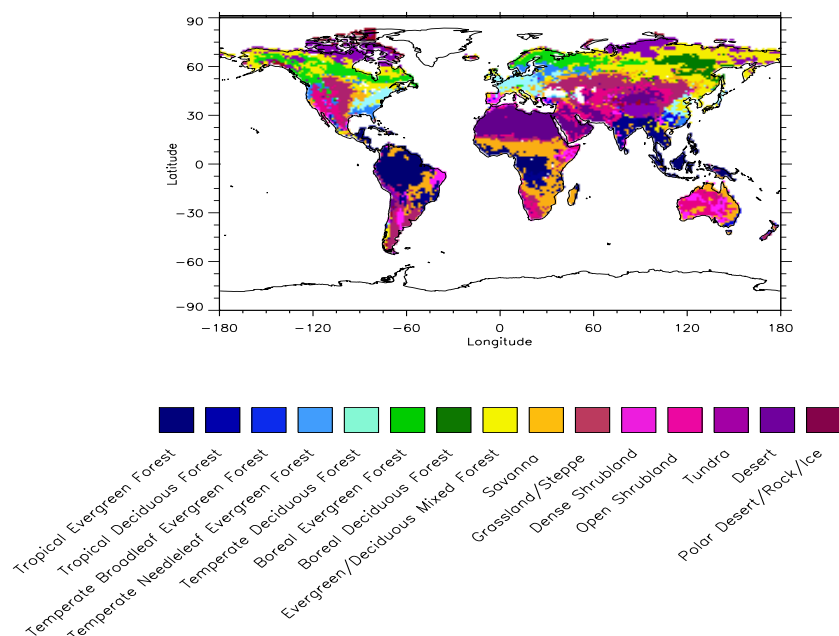 90
60
30
0
−30
−60
−90
Latitude
−180 −120 −60 0 60 120 180
Longitude
Tropical Evergreen Forest
Tropical Deciduous Forest
Temperate Broadleaf Evergreen Forest
Temperate Needleleaf Evergreen Forest
Temperate Deciduous Forest
Boreal Evergreen Forest
Boreal Deciduous Forest
Evergreen/Deciduous Mixed Forest
Savanna
Grassland/Steppe
Dense Shrubland
Open Shrubland
Tundra
Desert
Polar Desert/Rock/Ice